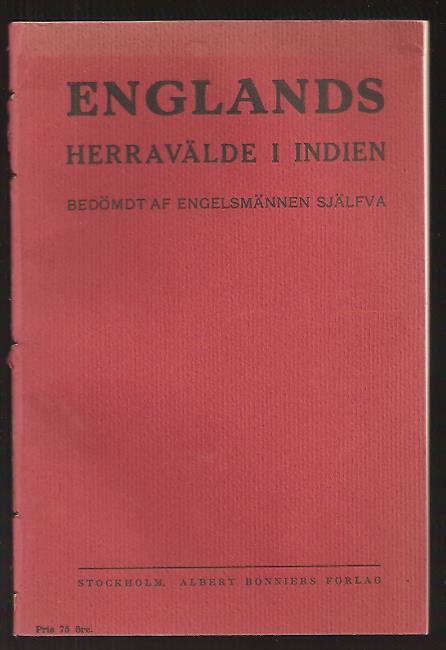 ENGLANDS
HERRAVÄLDE I INDIEN
BEDÖMDT AF ENGELSMÄNNEN SJÄLFVA
STOCKHOLM, ALBERT BONNIERS FÖRLAG
Pris 75 öre.